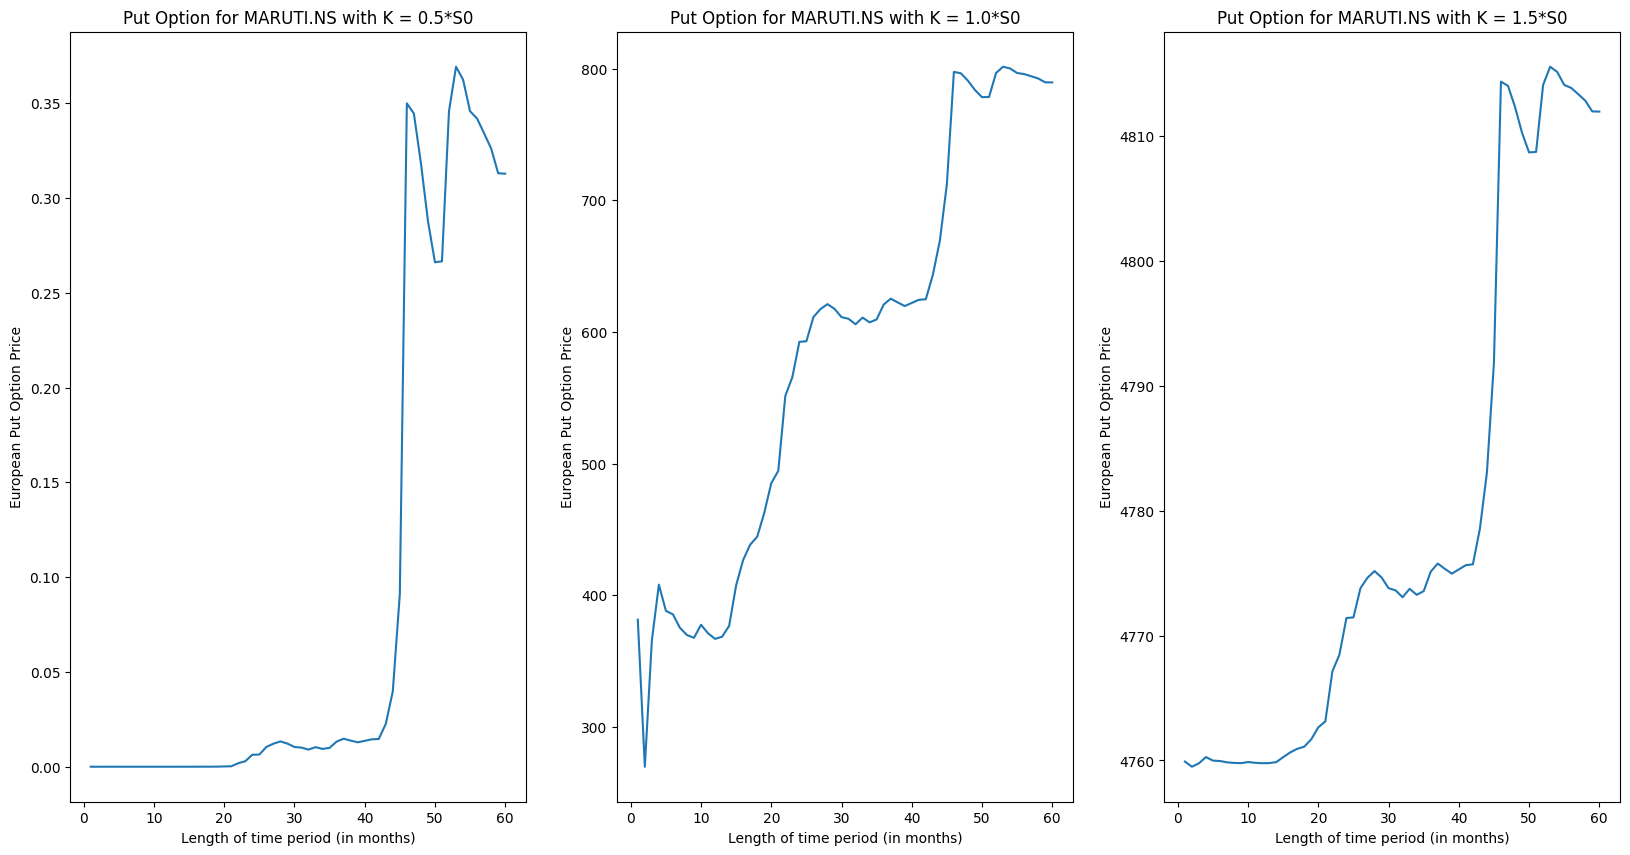 Put Option for MARUTI.NS with K = 0.5*S0
European Put Option Price
0.35
0.30
0.25
0.20
0.15
0.10
0.05
0.00
0 10 20 30 40 50 60
Length of time period (in months)
Put Option for MARUTI.NS with K = 1.0*S0
European Put Option Price
800
700
600
500
400
300
0 10 20 30 40 50 60
Length of time period (in months)
Put Option for MARUTI.NS with K = 1.5*S0
European Put Option Price
4810
4800
4790
4780
4770
4760
0 10 20 30 40 50 60
Length of time period (in months)